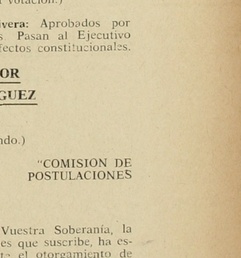 votación.)
vera: Aprobados por
Pasan al Ejecutivo
fectos constitucionales.
OR
GUEZ
ndo.)
"COMISION DE
POSTULACIONES
Vuestra Soberanía, la
es que suscribe, ha es-
el otorgamiento de